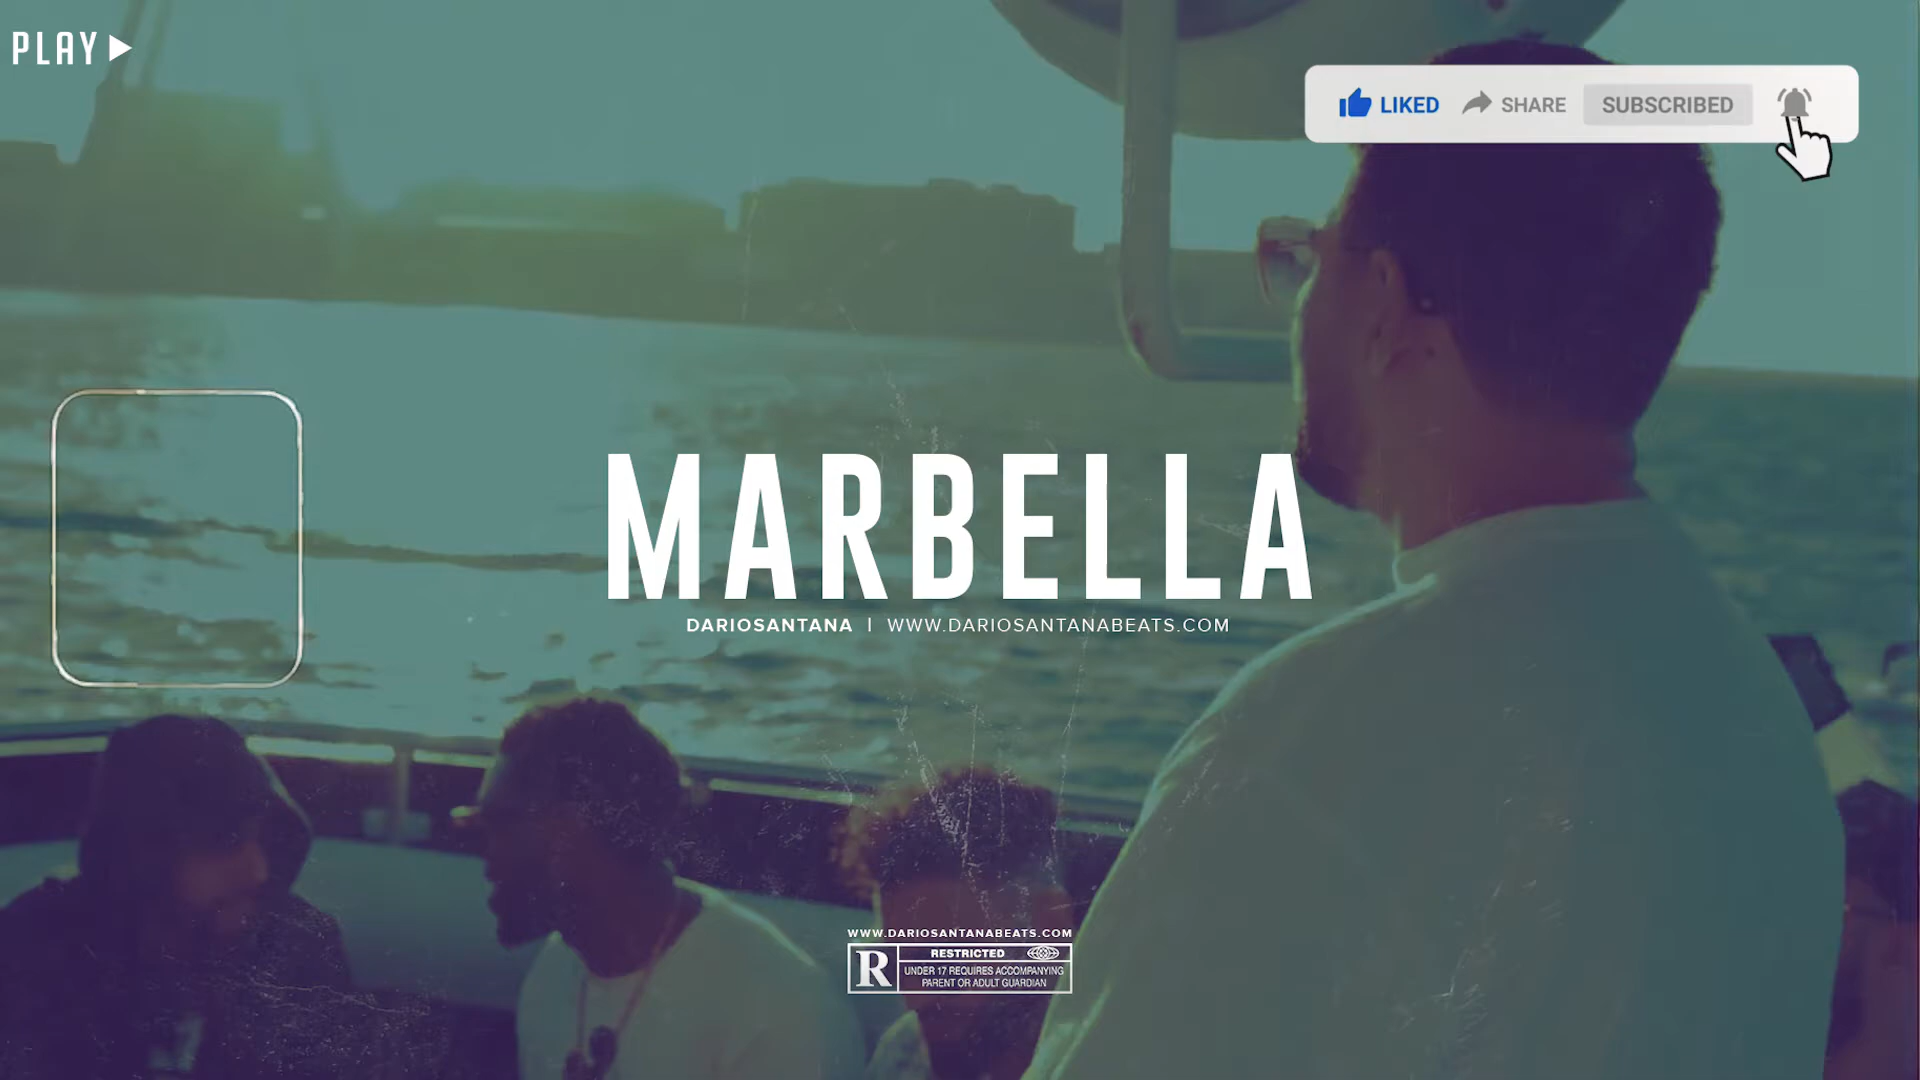 PLAY
LIKED SHARE SUBSCRIBED
MARBELLA
DARIOSANTANA | WWW.DARIOSANTANABEATS.COM
WWW.DARIOSANTANABEATS.COM
R RESTRICTED
UNDER 17 REQUIRES ACCOMPANYING
PARENT OR ADULT GUARDIAN